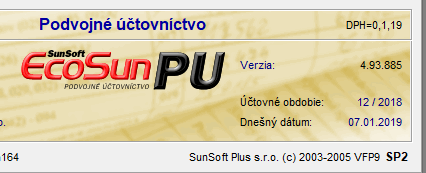 Podvojné účtovníctvo
DPH=0,1,19
SunSoft
EcoSun PU
PODVOJNÉ ÚČTOVNÍCTVO
Verzia: 4.93.885
Účtovné obdobie: 12 / 2018
Dnešný dátum: 07.01.2019
164
SunSoft Plus s.r.o. (c) 2003-2005 VFP9 SP2